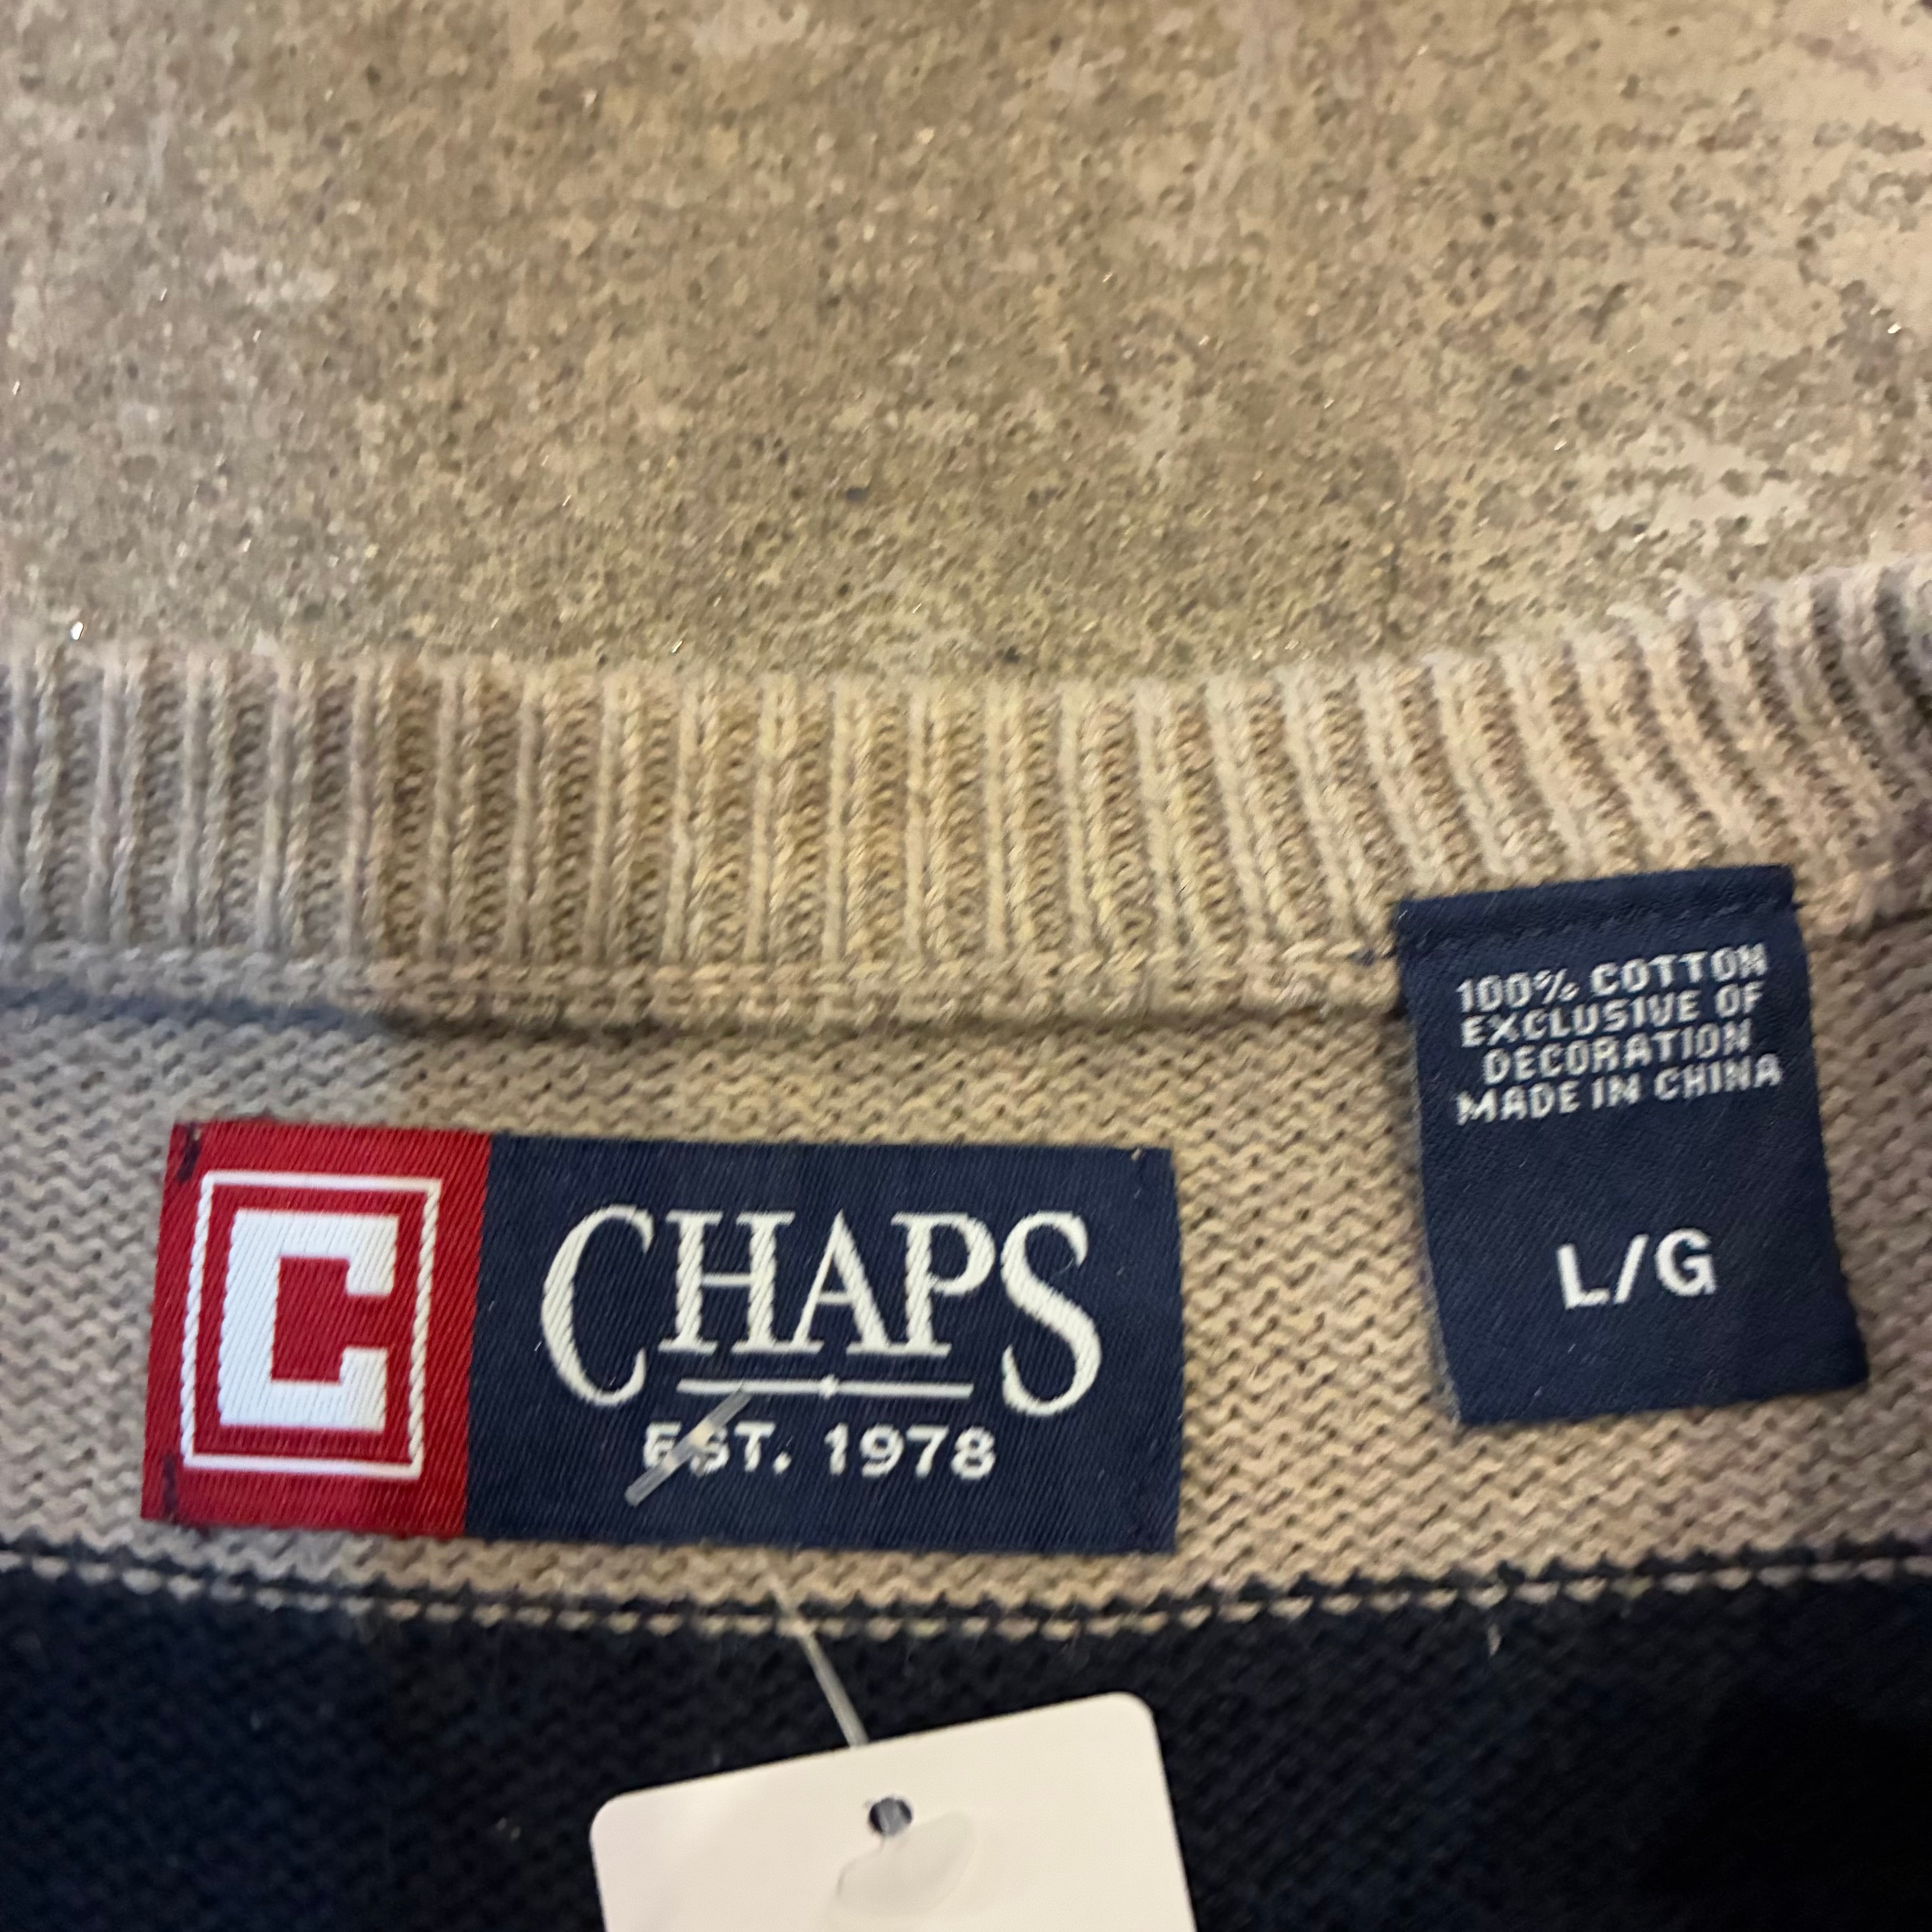 C
CHAPS
EST. 1978
100% COTTON
EXCLUSIVE OF
DECORATION
MADE IN CHINA
L/G